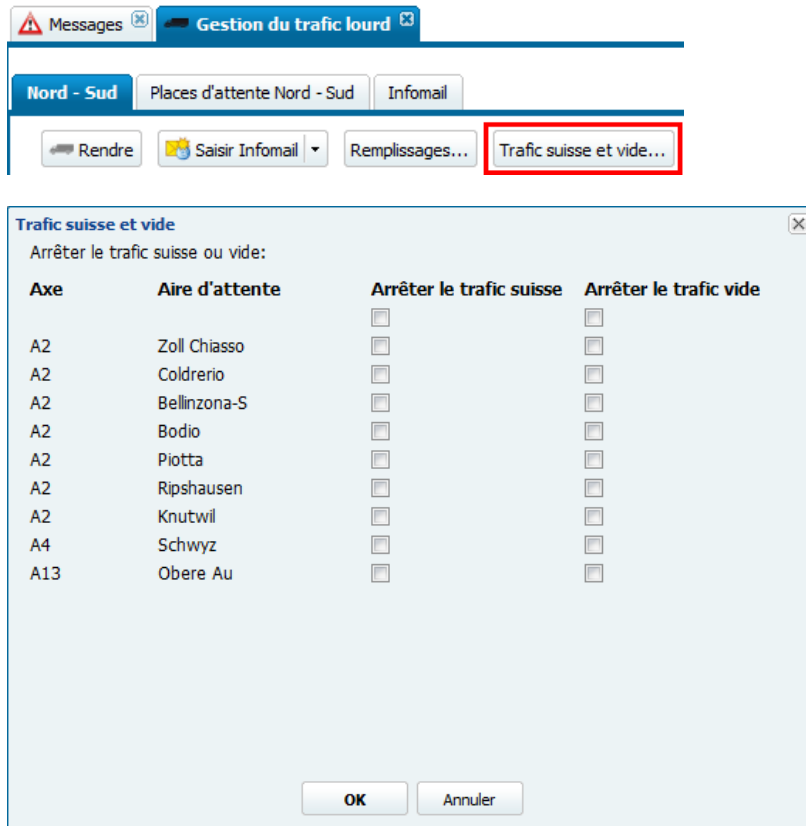 Messages Gestion du trafic lourd
Nord - Sud Places d'attente Nord - Sud Infomail
Rendre Saisir Infomail Remplissages... Trafic suisse et vide...
Trafic suisse et vide
Arrêter le trafic suisse ou vide:
Axe Aire d'attente Arrêter le trafic suisse Arrêter le trafic vide
A2 Zoll Chiasso
A2 Coldrerio
A2 Bellinzona-S
A2 Bodio
A2 Piotta
A2 Ripshausen
A2 Knutwil
A4 Schwyz
A13 Obere Au
OK Annuler